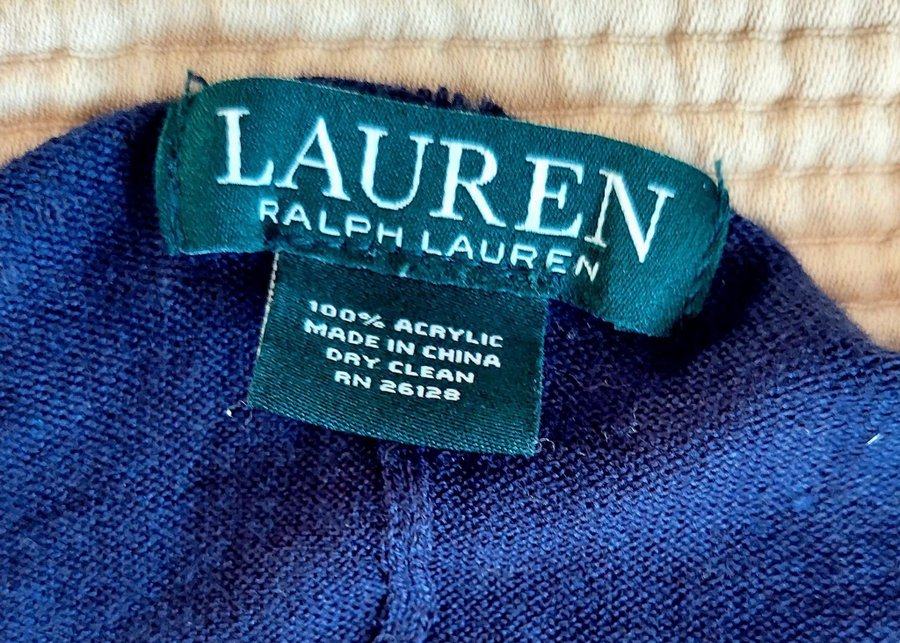 LAUREN
RALPH LAUREN
100% ACRYLIC
MADE IN CHINA
DRY CLEAN
RN 26128